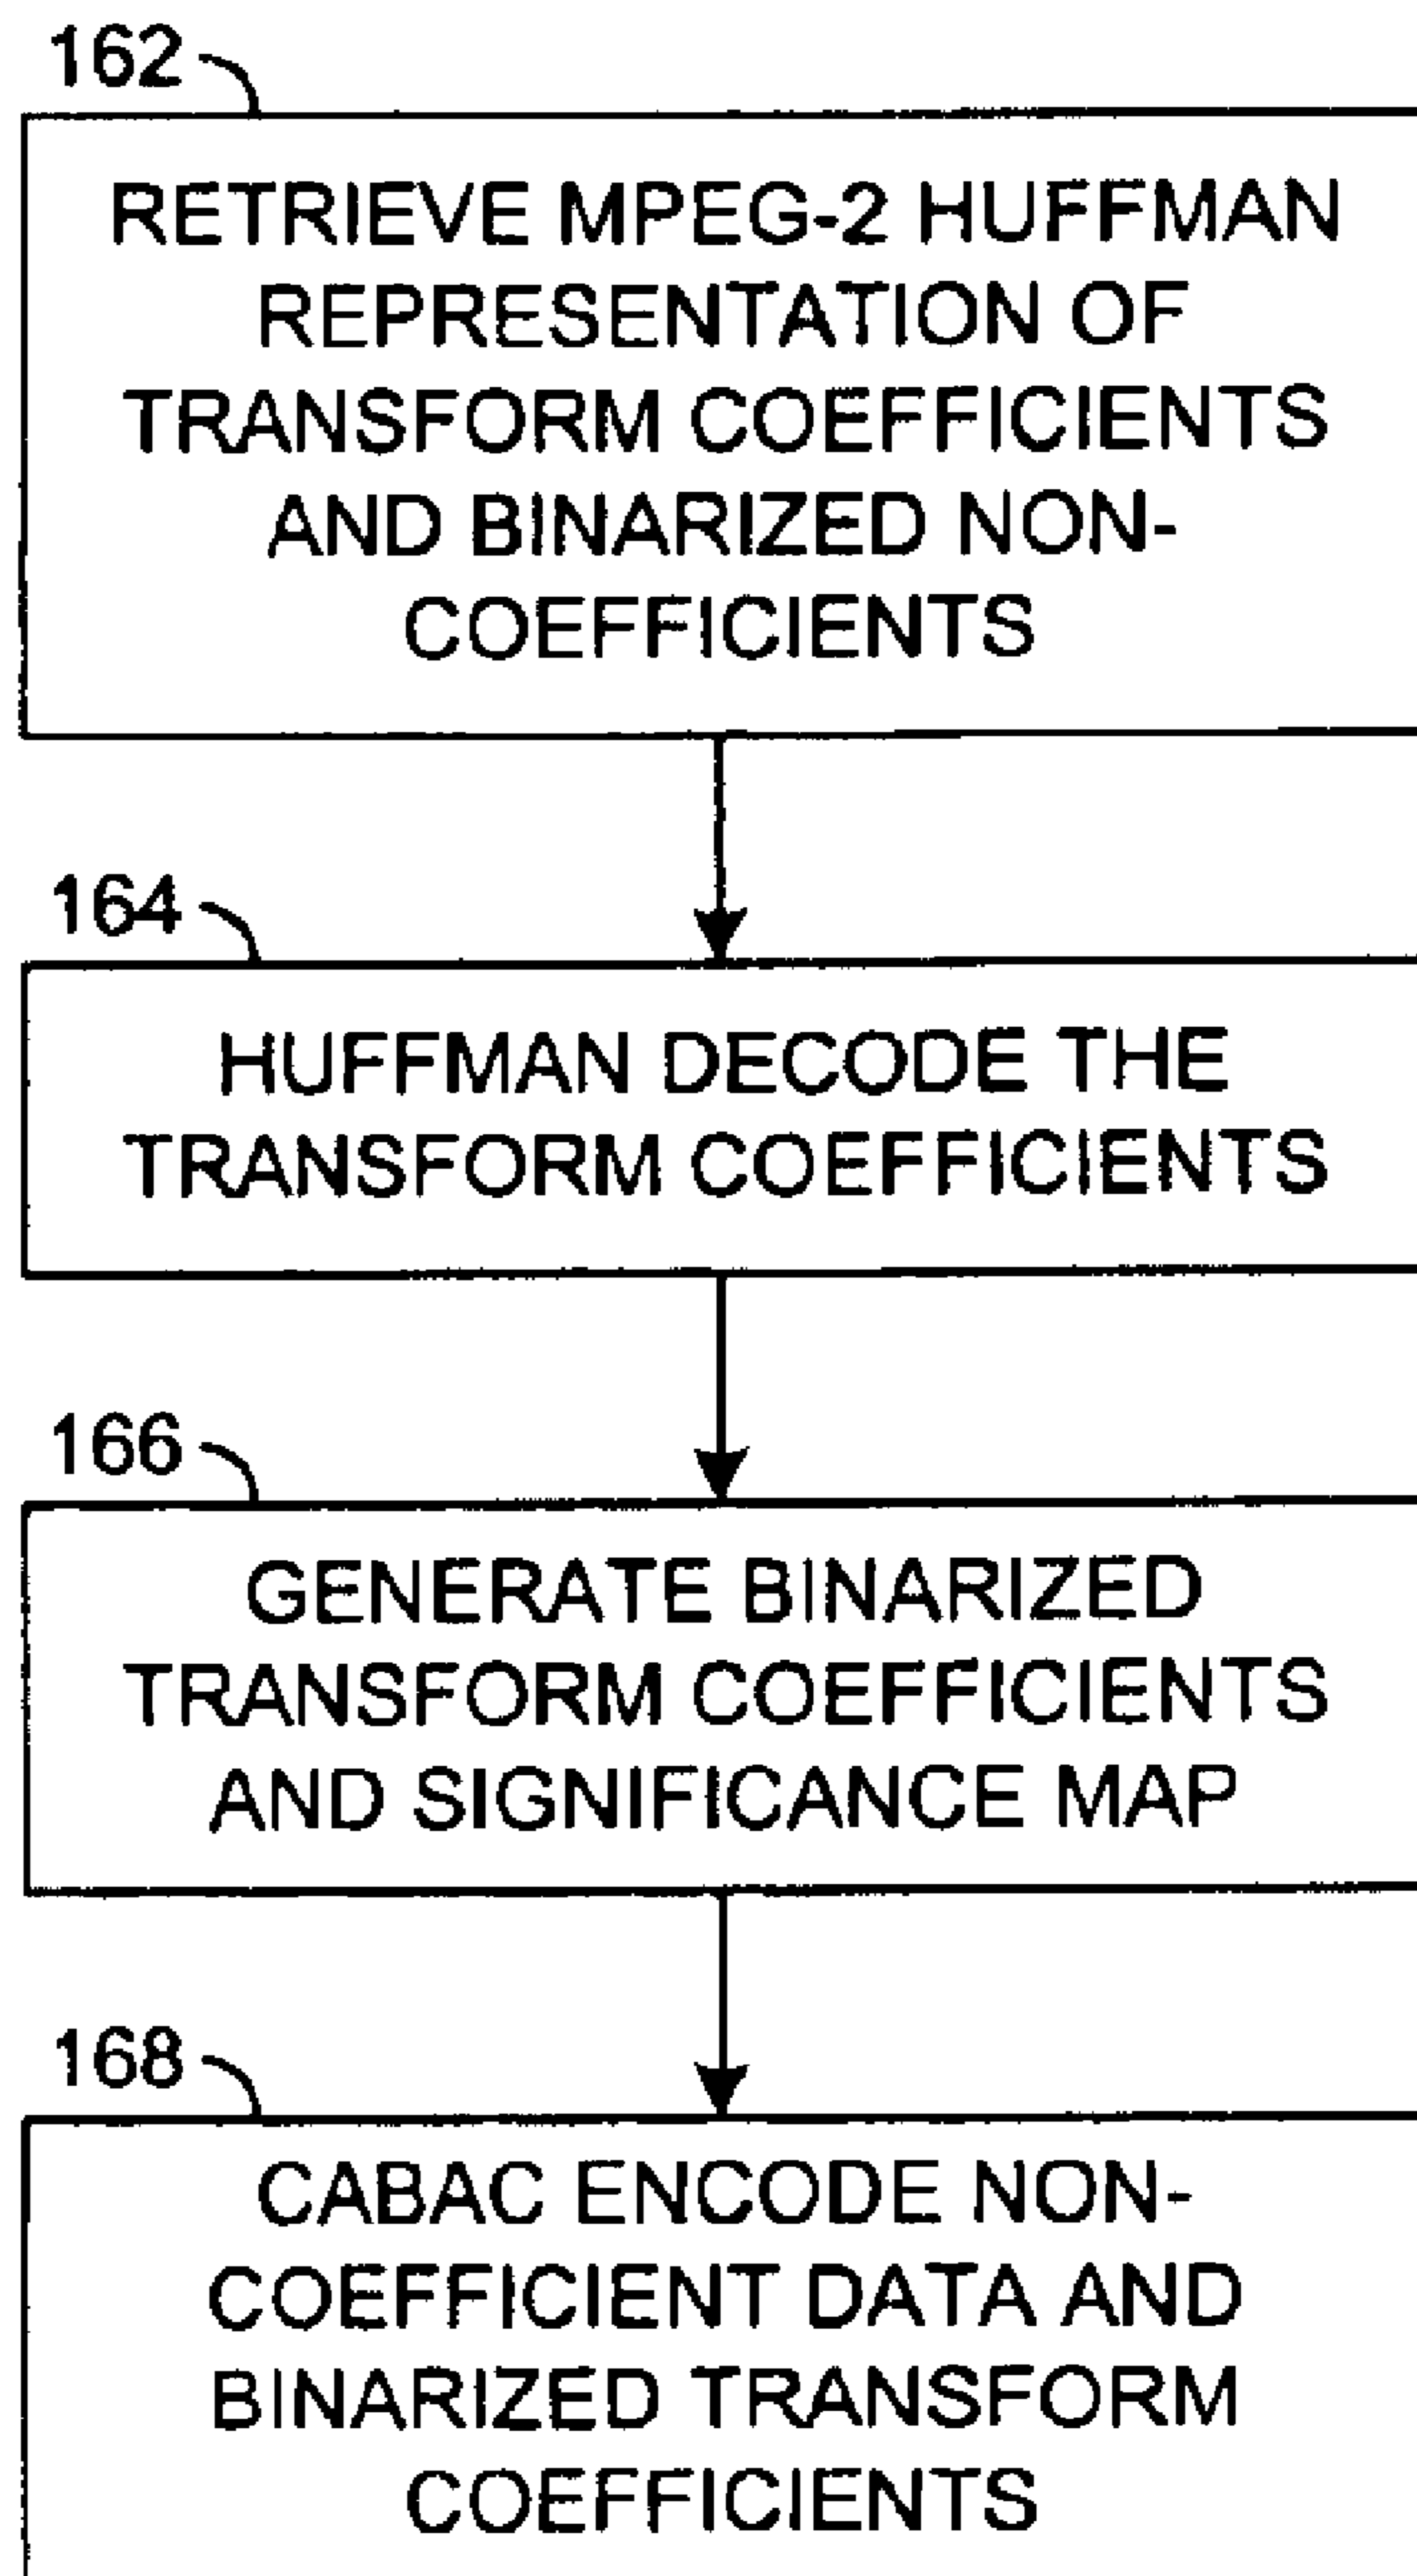 162
RETRIEVE MPEG-2 HUFFMAN
REPRESENTATION OF
TRANSFORM COEFFICIENTS
AND BINARIZED NON-
COEFFICIENTS
164
HUFFMAN DECODE THE
TRANSFORM COEFFICIENTS
166
GENERATE BINARIZED
TRANSFORM COEFFICIENTS
AND SIGNIFICANCE MAP
168
CABAC ENCODE NON-
COEFFICIENT DATA AND
BINARIZED TRANSFORM
COEFFICIENTS